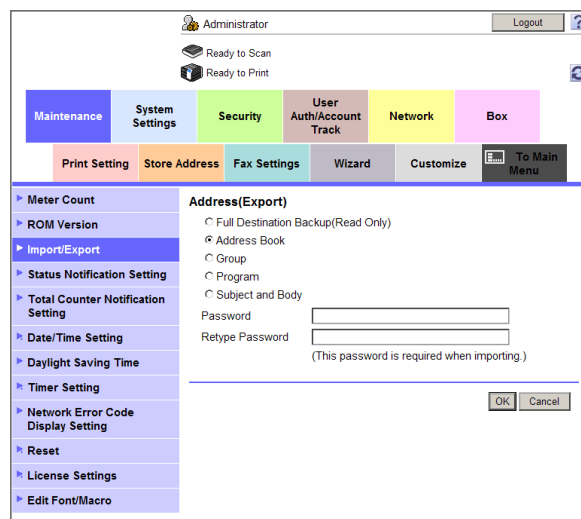 Administrator
Logout
?
Ready to Scan
Ready to Print
Maintenance
System
Settings
Security
User
Auth/Account
Track
Network
Box
Print Setting
Store Address
Fax Settings
Wizard
Customize
To Main
Menu
Meter Count
ROM Version
Import/Export
Status Notification Setting
Total Counter Notification
Setting
Date/Time Setting
Daylight Saving Time
Timer Setting
Network Error Code
Display Setting
Reset
License Settings
Edit Font/Macro
Address(Export)
Full Destination Backup(Read Only)
Address Book
Group
Program
Subject and Body
Password
Retype Password
(This password is required when importing.)
OK
Cancel